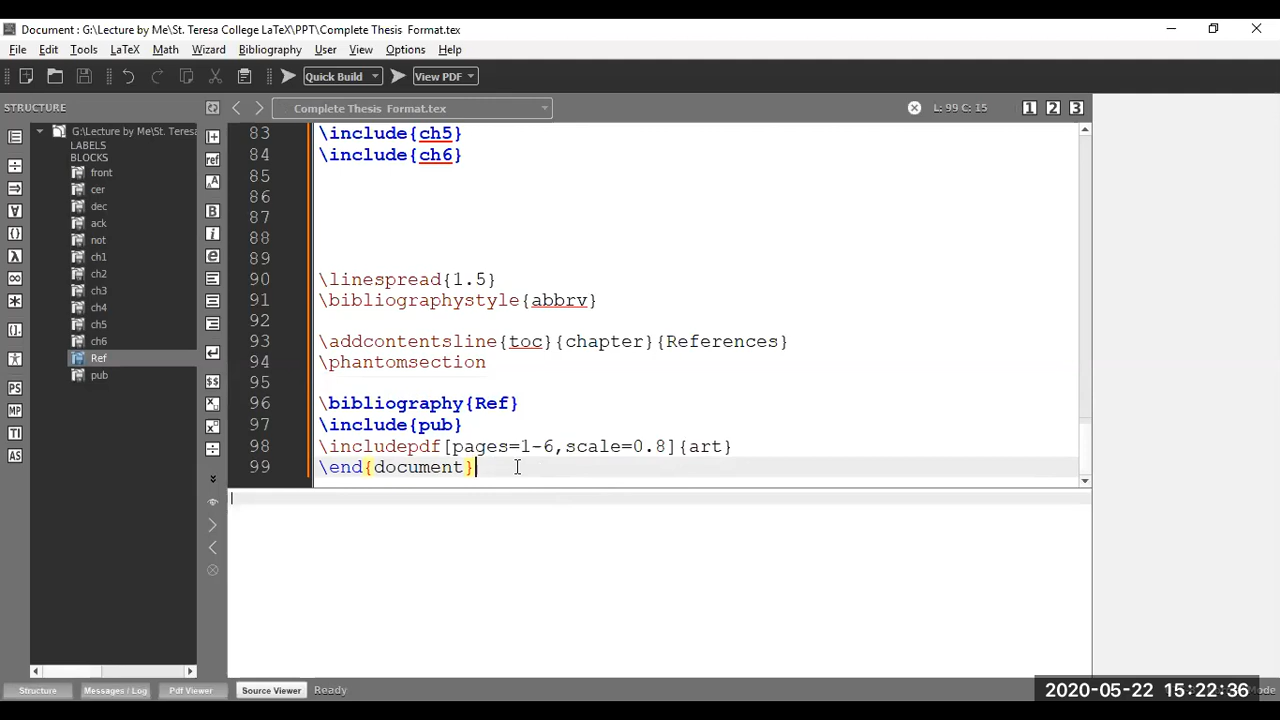 Document : G:\Lecture by Me\St. Teresa College LaTeX\PPT\Complete Thesis Format.tex
File Edit Tools LaTeX Math Wizard Bibliography User View Options Help
Quick Build View PDF
STRUCTURE
Complete Thesis Format.tex
L: 99 C: 15
1 2 3
G:\Lecture by Me\St. Teresa
LABELS
BLOCKS
front
cer
dec
ack
not
ch1
ch2
ch3
ch4
ch5
ch6
Ref
pub
83 \include{ch5}
84 \include{ch6}
85
86
87
88
89
90 \linespread{1.5}
91 \bibliographystyle{abbrv}
92
93 \addcontentsline{toc}{chapter}{References}
94 \phantomsection
95
96 \bibliography{Ref}
97 \include{pub}
98 \includepdf[pages=1-6,scale=0.8]{art}
99 \end{document}
PS
MP
TI
AS
ref
B
i
e
$$
Structure Messages / Log Pdf Viewer Source Viewer Ready
2020-05-22 15:22:36
Mode